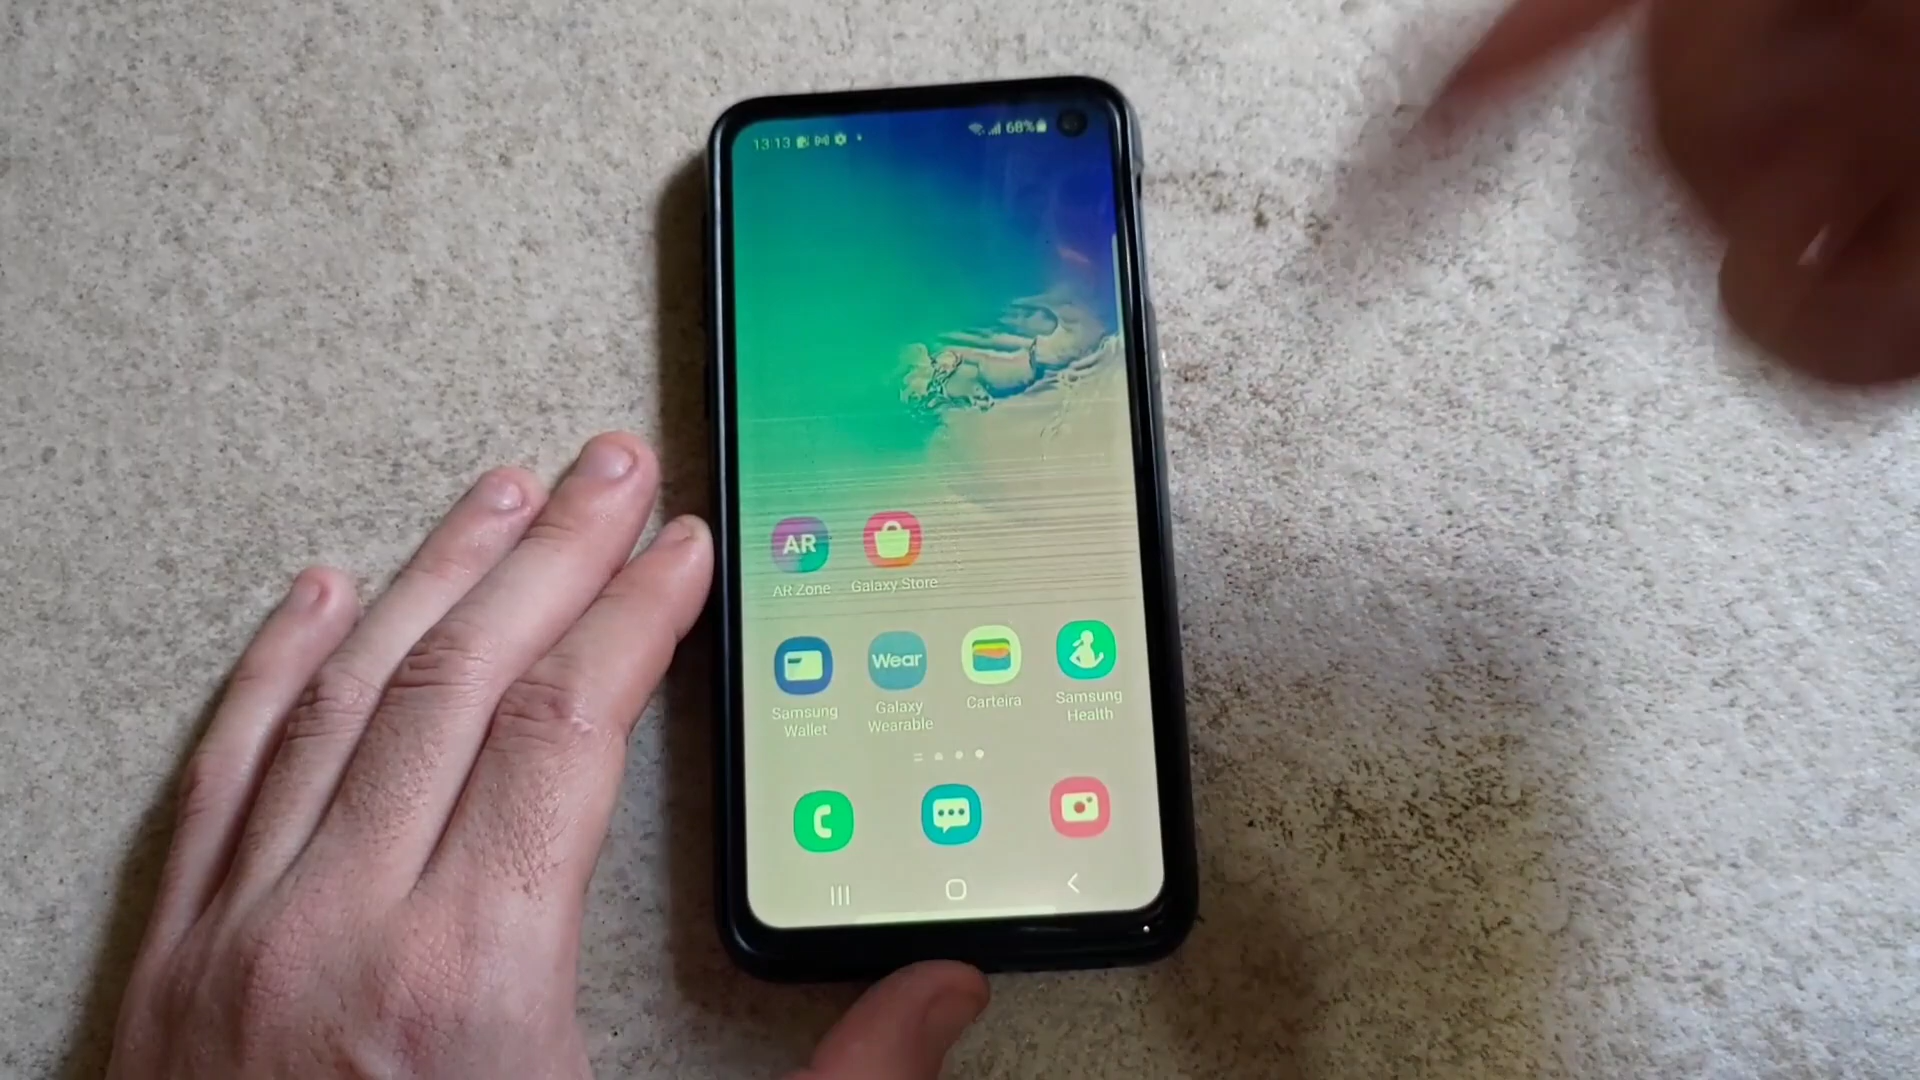 13:13
68%
AR
AR Zone
Galaxy Store
Samsung
Wallet
Wear
Galaxy
Wearable
Carteira
Samsung
Health